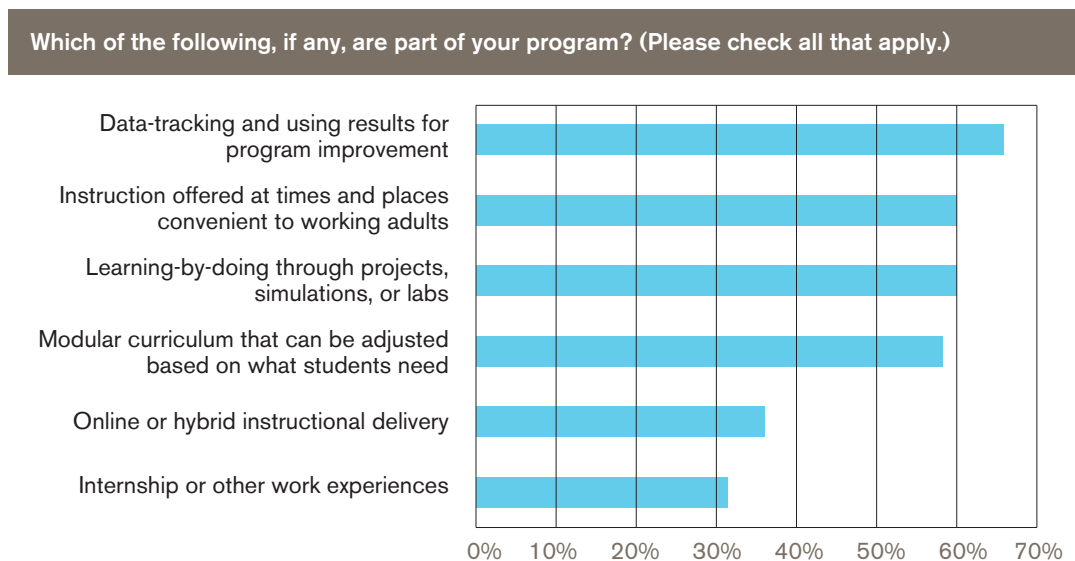 Which of the following, if any, are part of your program? (Please check all that apply.)
Data-tracking and using results for
program improvement
Instruction offered at times and places
convenient to working adults
Learning-by-doing through projects,
simulations, or labs
Modular curriculum that can be adjusted
based on what students need
Online or hybrid instructional delivery
Internship or other work experiences
0% 10% 20% 30% 40% 50% 60% 70%